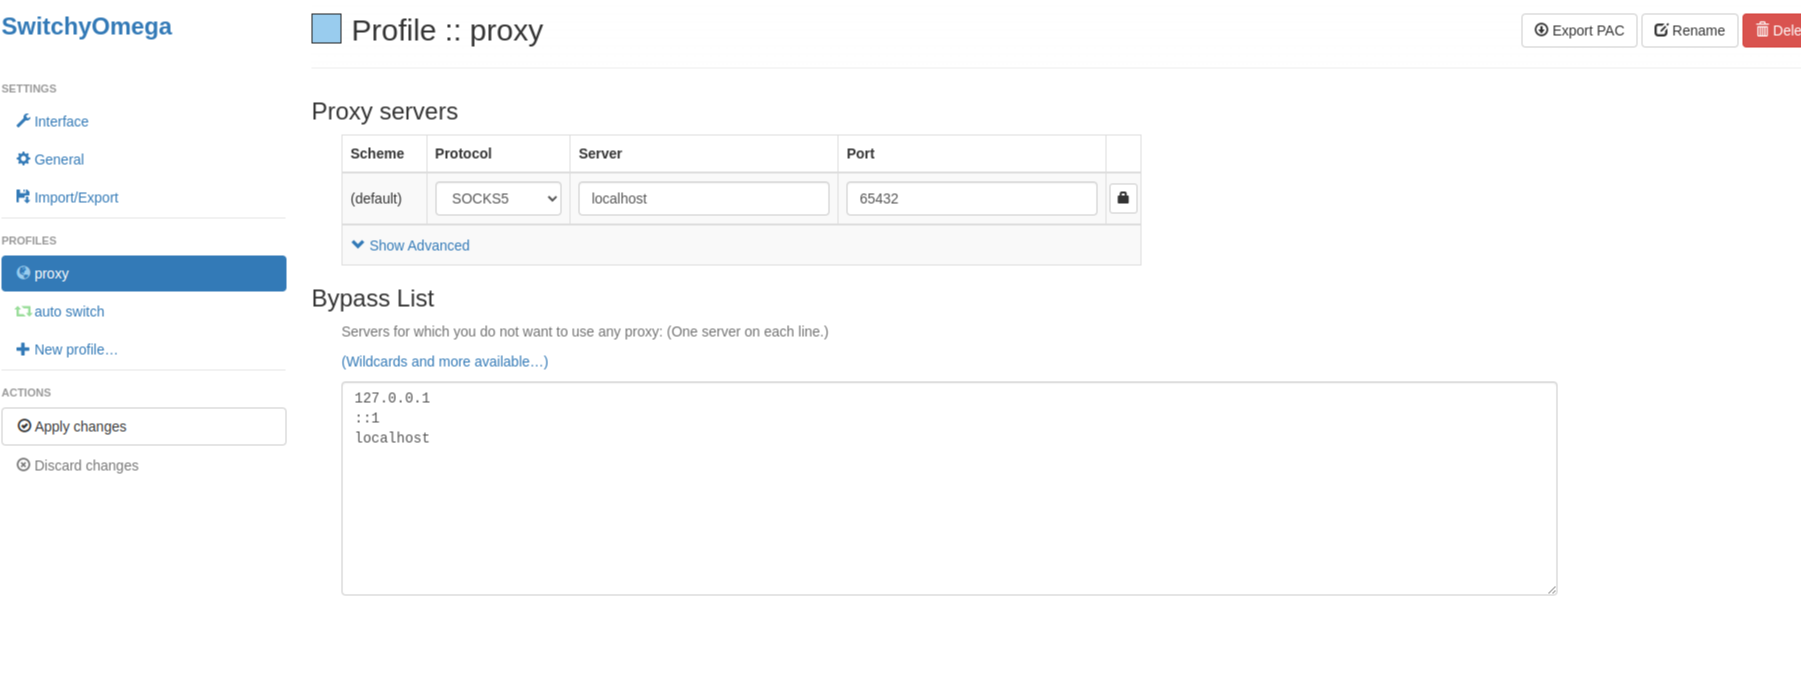 SwitchyOmega
SETTINGS
Interface
General
Import/Export
PROFILES
proxy
auto switch
New profile...
ACTIONS
Apply changes
Discard changes
Profile :: proxy
Export PAC
Rename
Dele
Proxy servers
Scheme Protocol Server Port
(default) SOCKS5 localhost 65432
Show Advanced
Bypass List
Servers for which you do not want to use any proxy: (One server on each line.)
(Wildcards and more available...)
127.0.0.1
::1
localhost